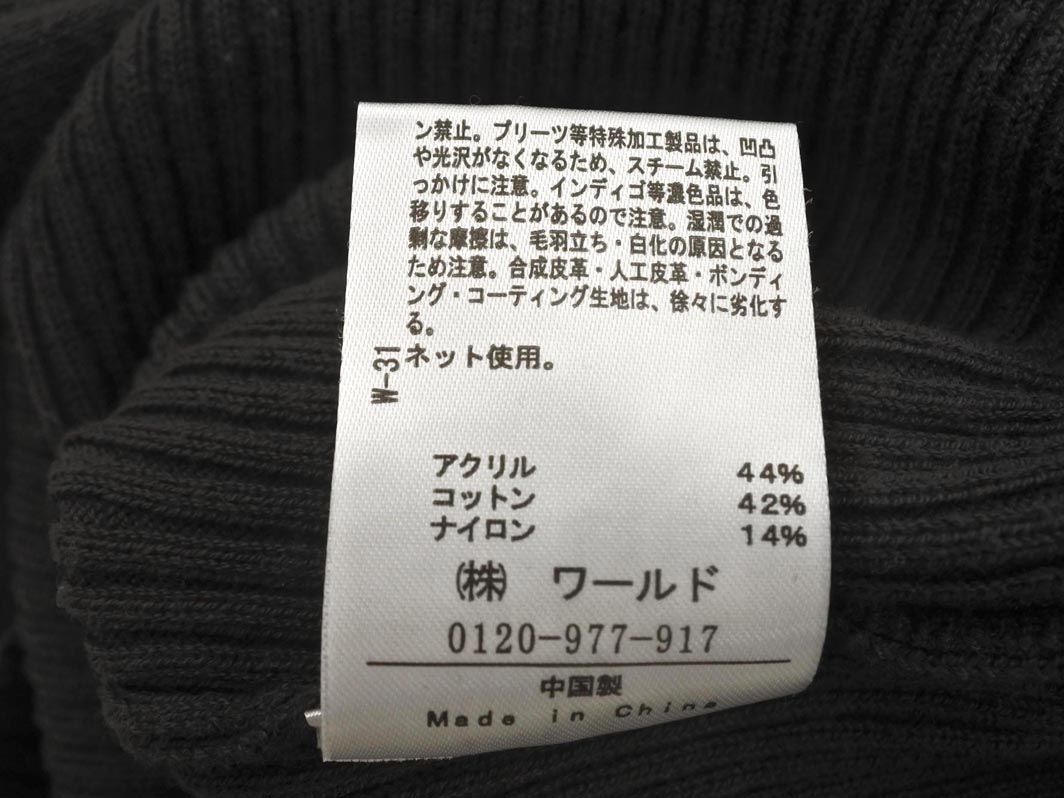 ン禁止。プリーツ等特殊加工製品は、凹凸
や光沢がなくなるため、スチーム禁止。引
っかけに注意。インディゴ等濃色品は、色
移りすることがあるので注意。湿潤での過
剰な摩擦は、毛羽立ち・白化の原因となる
ため注意。合成皮革・人工皮革・ボンディ
ング・コーティング生地は、徐々に劣化す
る。
ネット使用。
W-31
アクリル 44%
コットン 42%
ナイロン 14%
㈱ ワールド
0120-977-917
中国製
Made in China